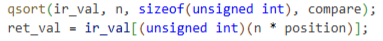 qsort(ir_val, n, sizeof(unsigned int), compare);
ret_val = ir_val[(unsigned int)(n * position)];